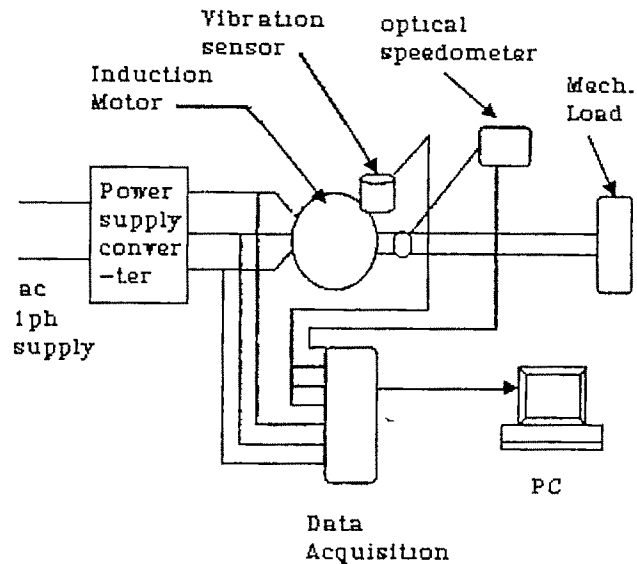 Vibration
sensor
optical
speedometer
Induction
Motor
Mech.
Load
Power
supply
conver
-ter
ac
1ph
supply
PC
Data
Acquisition